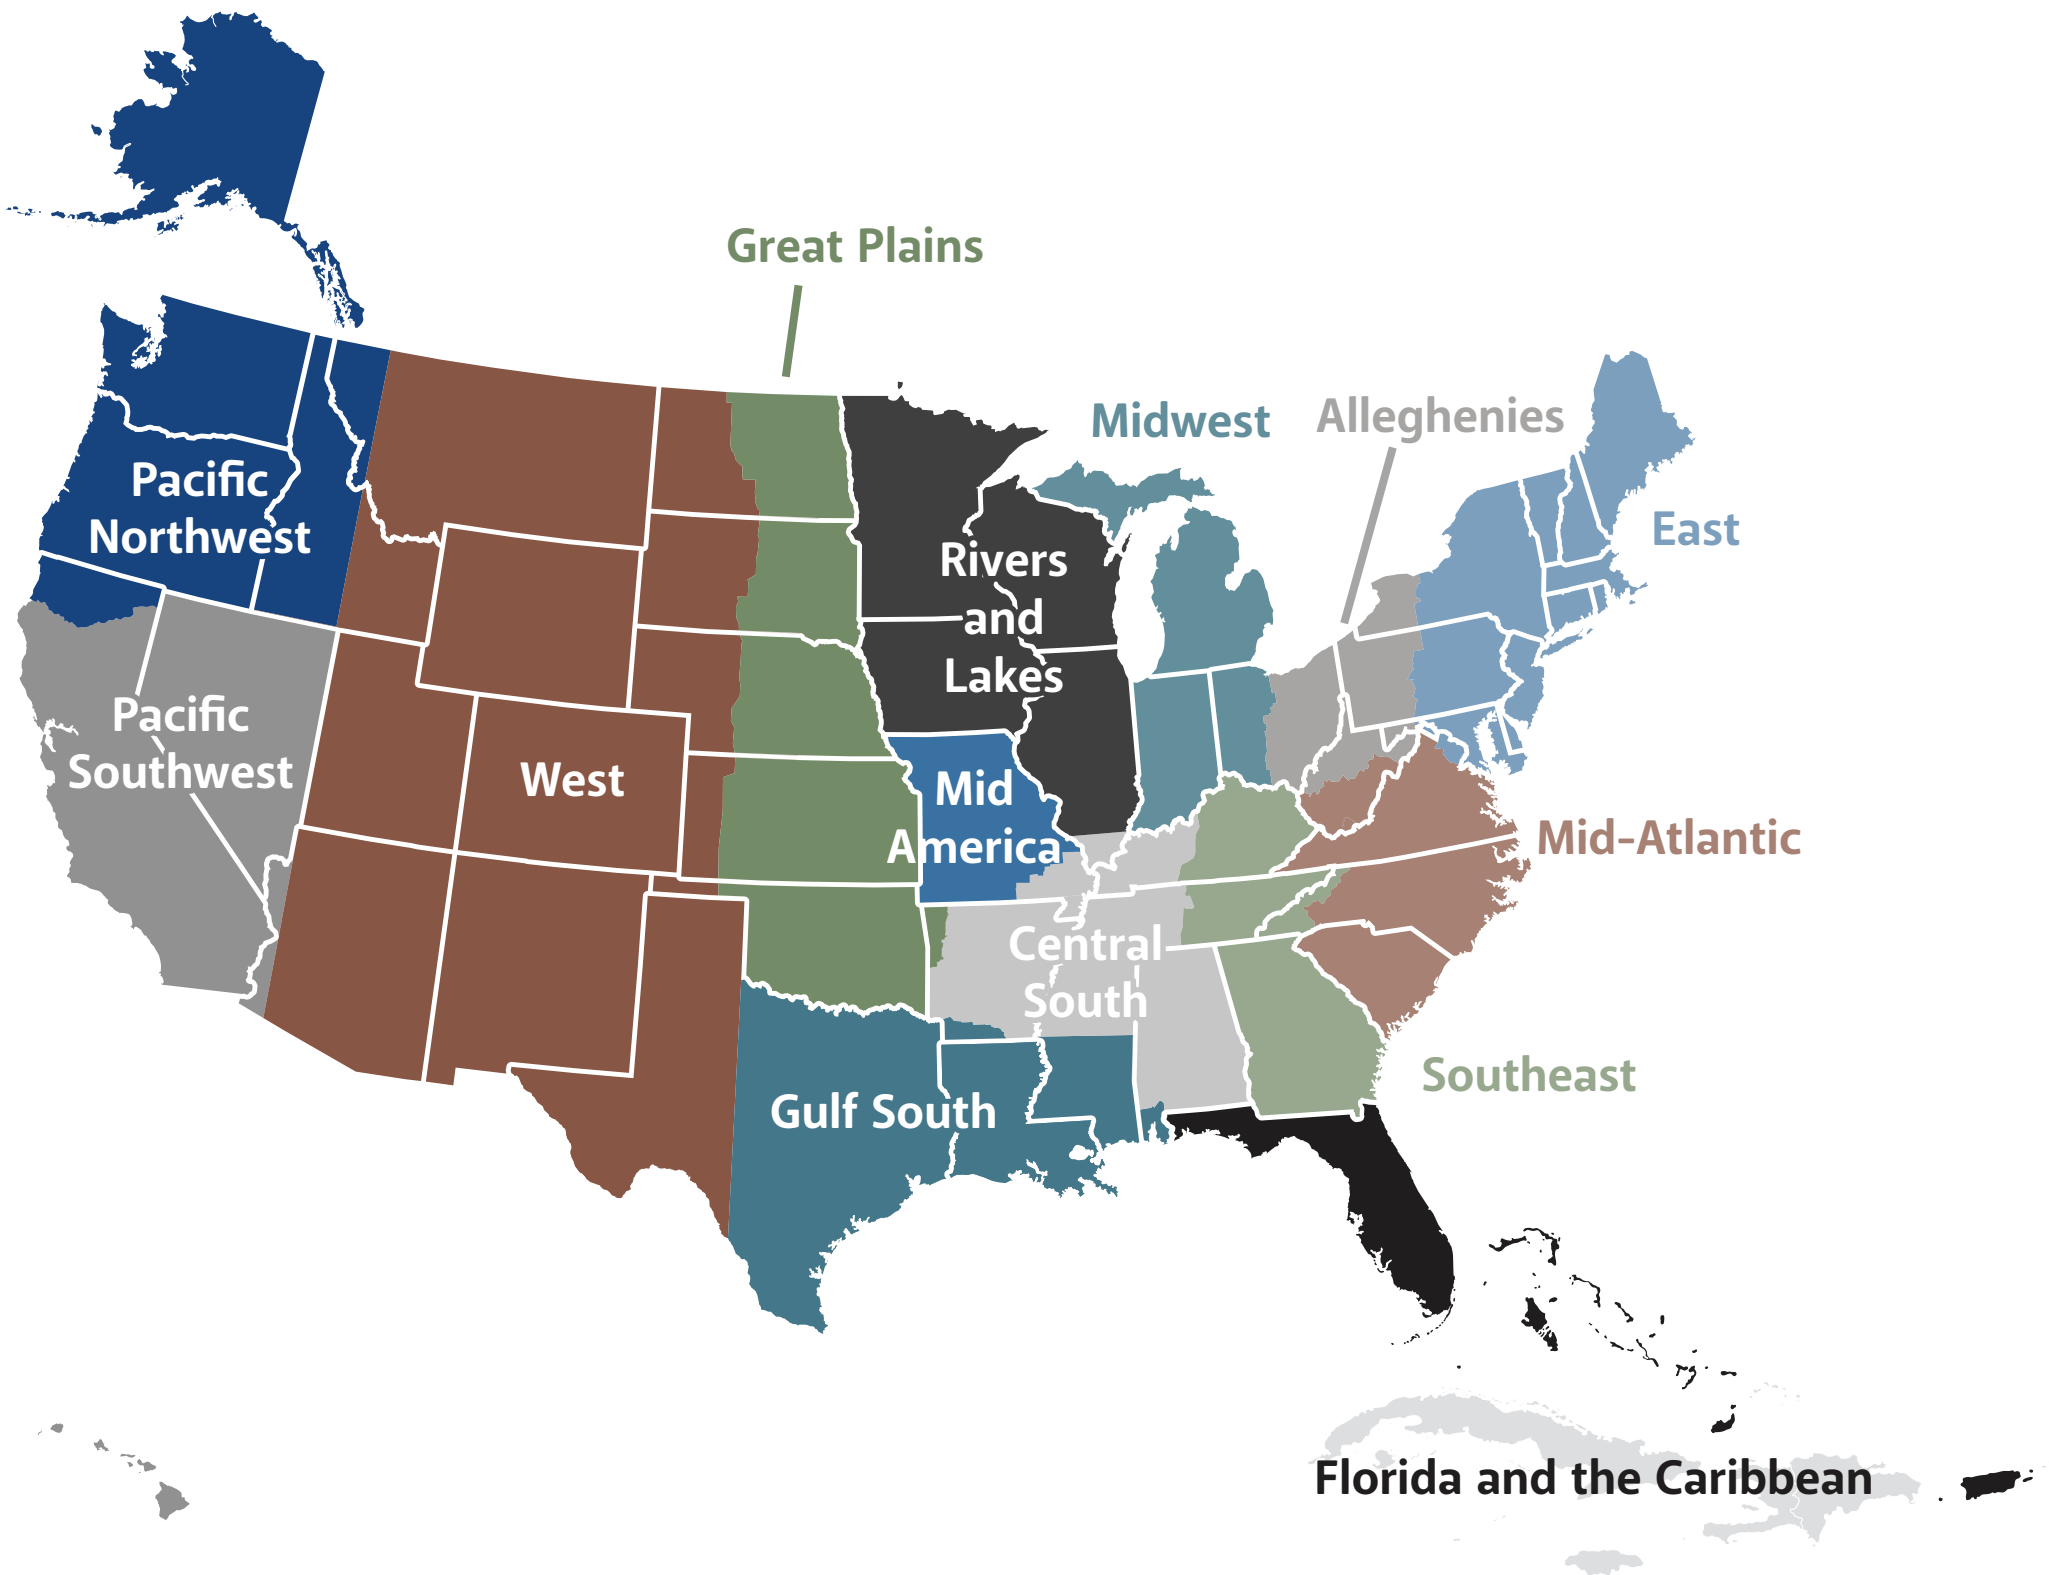 Great Plains
Midwest
Alleghenies
East
Pacific
Northwest
Rivers
and
Lakes
Pacific
Southwest
West
Mid
America
Mid-Atlantic
Central
South
Southeast
Gulf South
Florida and the Caribbean